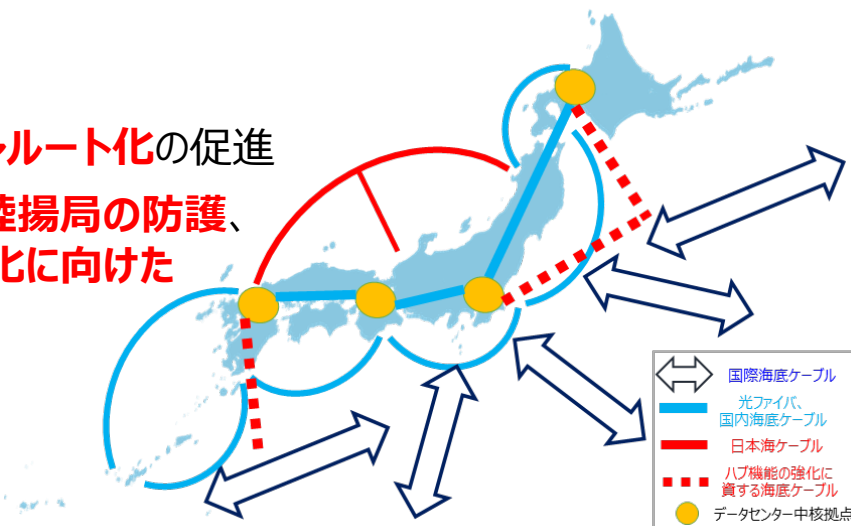 ルート化の促進
陸揚局の防護、
化に向けた
国際海底ケーブル
光ファイバ、
国内海底ケーブル
日本海ケーブル
ハブ機能の強化に
資する海底ケーブル
データセンター中核拠点